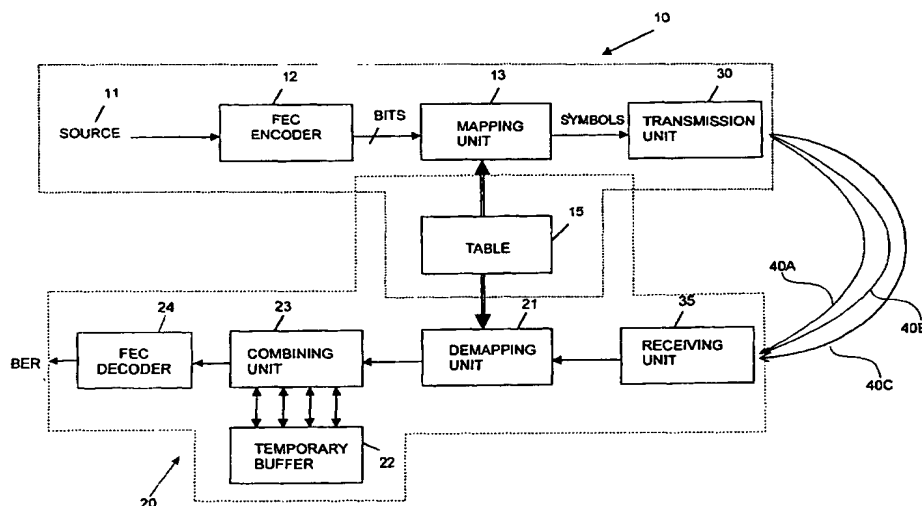 10
11
SOURCE
12
FEC
ENCODER
BITS
13
MAPPING
UNIT
SYMBOLS
30
TRANSMISSION
UNIT
15
TABLE
40A
40B
40C
24
FEC
DECODER
BER
23
COMBINING
UNIT
21
DEMAPPING
UNIT
35
RECEIVING
UNIT
TEMPORARY
BUFFER
22
20